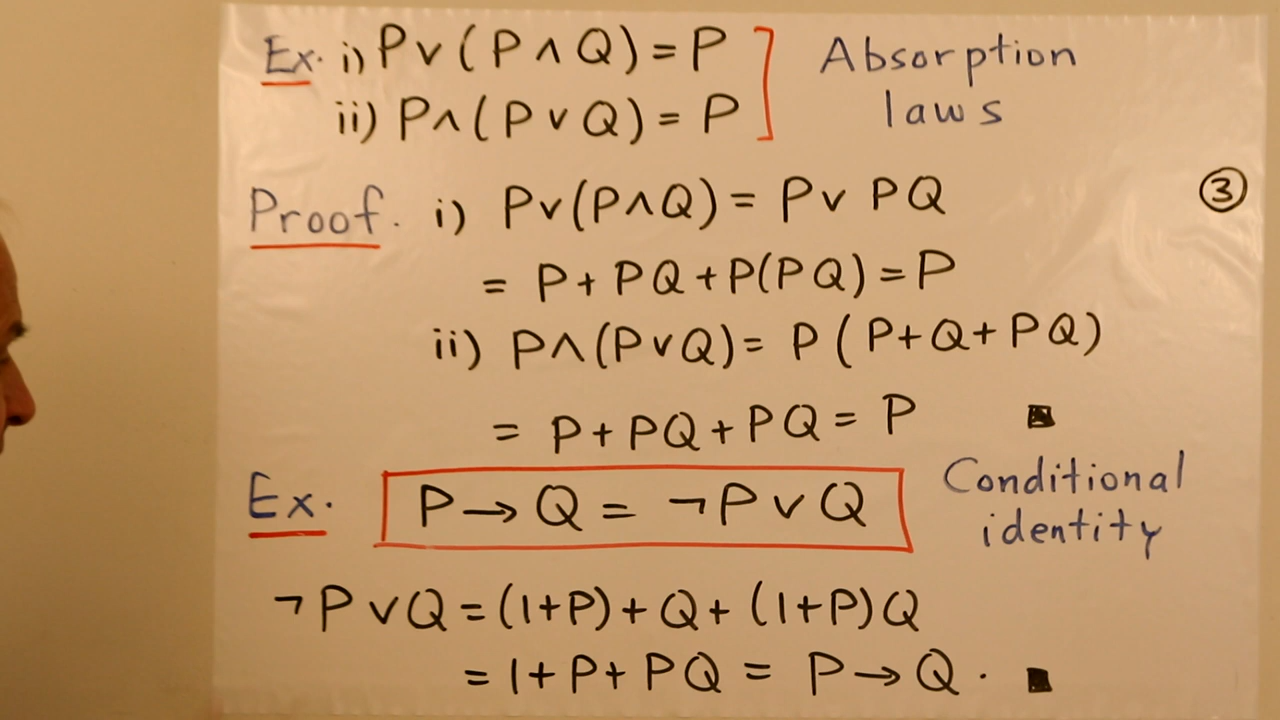 Ex. i) P∨(P∧Q)=P Absorption
ii) P∧(P∨Q)=P laws
Proof. i) P∨(P∧Q)=P∨PQ ③
=P+PQ+P(PQ)=P
ii) P∧(P∨Q)=P(P+Q+PQ)
=P+PQ+PQ=P
Ex. P→Q=¬P∨Q Conditional
identity
¬P∨Q=(1+P)+Q+(1+P)Q
=1+P+PQ=P→Q.